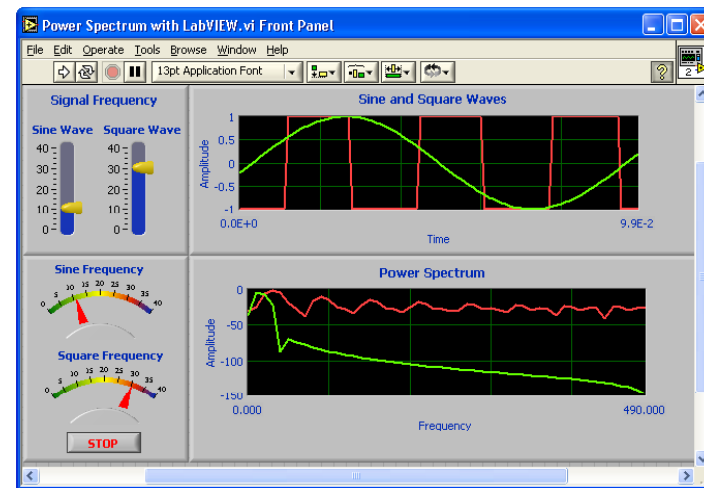 Power Spectrum with LabVIEW.vi Front Panel
File Edit Operate Tools Browse Window Help
13pt Application Font
2
Signal Frequency
Sine Wave Square Wave
40 40
30 30
20 20
10 10
0 0
Sine and Square Waves
Amplitude
1
0.5
0
-0.5
-1
0.0E+0 9.9E-2
Time
Sine Frequency
0 5 10 15 20 25 30 35 40
Square Frequency
0 5 10 15 20 25 30 35 40
STOP
Power Spectrum
Amplitude
0
-50
-100
-150
0.000 490.000
Frequency